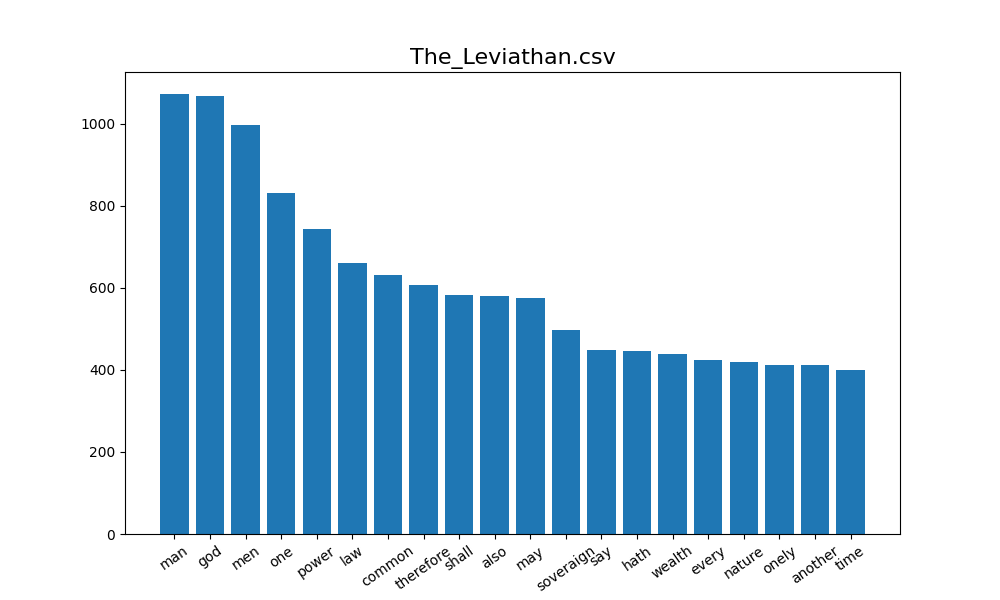 The_Leviathan.csv
1000
800
600
400
200
0
man
god
men
one
power
law
common
therefore
shall
also
may
soveraign
say
hath
wealth
every
nature
onely
another
time